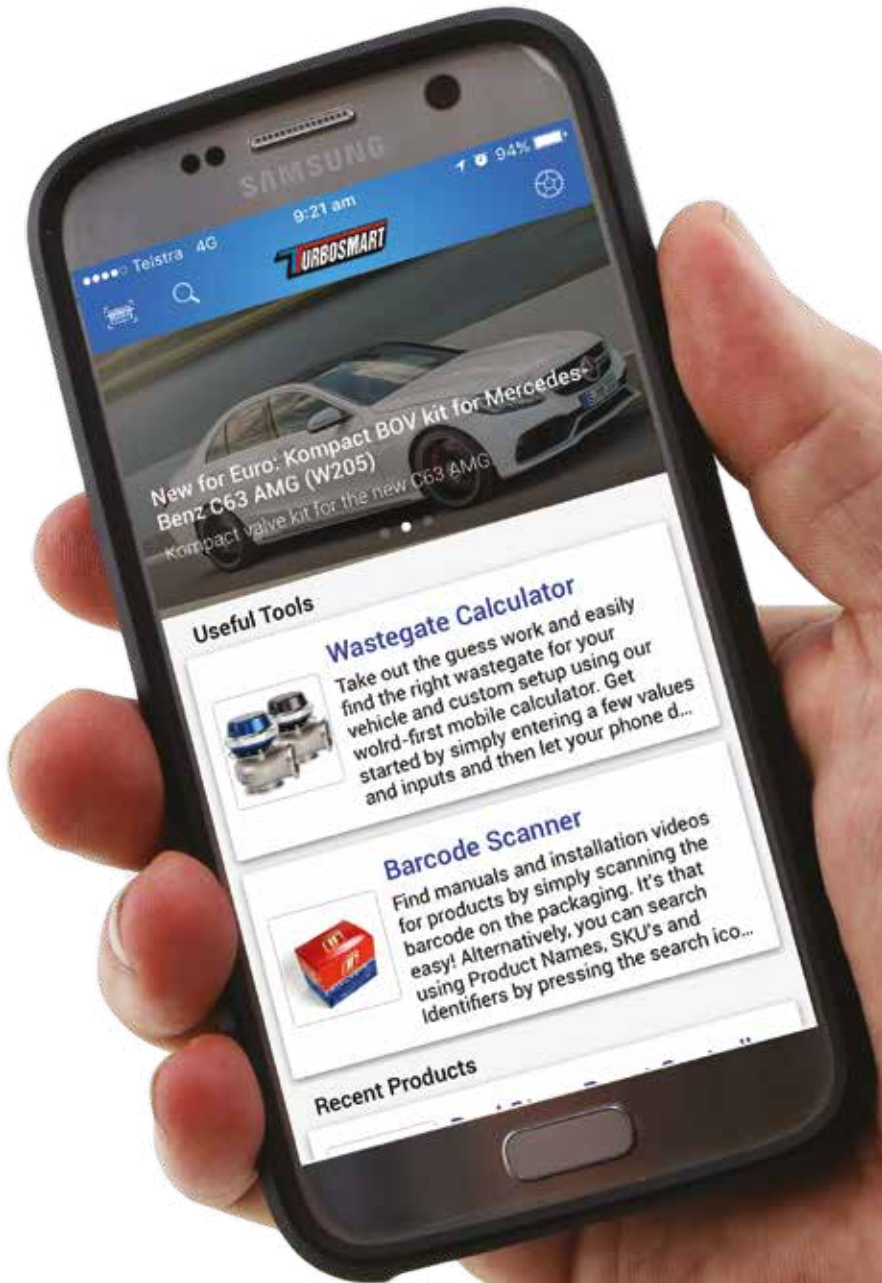 SAMSUNG
Telstra 4G
9:21 am
94%
TURBOSMART
New for Euro: Kompact BOV kit for Mercedes-
Benz C63 AMG (W205)
Kompact valve kit for the new C63 AMG...
Useful Tools
Wastegate Calculator
Take out the guess work and easily
find the right wastegate for your
vehicle and custom setup using our
wolrd-first mobile calculator. Get
started by simply entering a few values
and inputs and then let your phone d...
Barcode Scanner
Find manuals and installation videos
for products by simply scanning the
barcode on the packaging. It's that
easy! Alternatively, you can search
using Product Names, SKU's and
Identifiers by pressing the search ico...
Recent Products